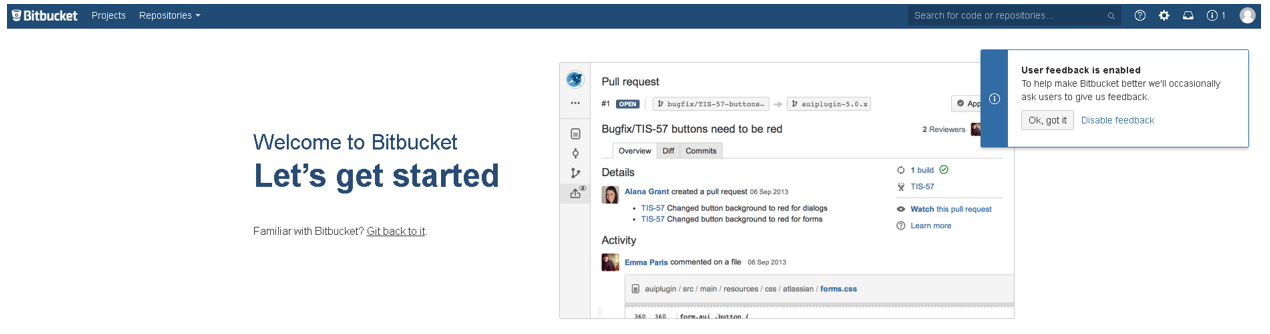 Bitbucket Projects Repositories Search for code or repositories... 1
User feedback is enabled
To help make Bitbucket better we'll occasionally
ask users to give us feedback.
Ok, got it Disable feedback
Welcome to Bitbucket
Let's get started
Familiar with Bitbucket? Git back to it.
Pull request
#1 OPEN bugfix/TIS-57-buttons... auiplugin-5.0.x
Bugfix/TIS-57 buttons need to be red 2 Reviewers
Overview Diff Commits
Details
Alana Grant created a pull request 06 Sep 2013
• TIS-57 Changed button background to red for dialogs
• TIS-57 Changed button background to red for forms
1 build
TIS-57
Watch this pull request
Learn more
2
Activity
Emma Paris commented on a file 06 Sep 2013
auiplugin / src / main / resources / css / atlassian / forms.css
360 360 form.aui .button {